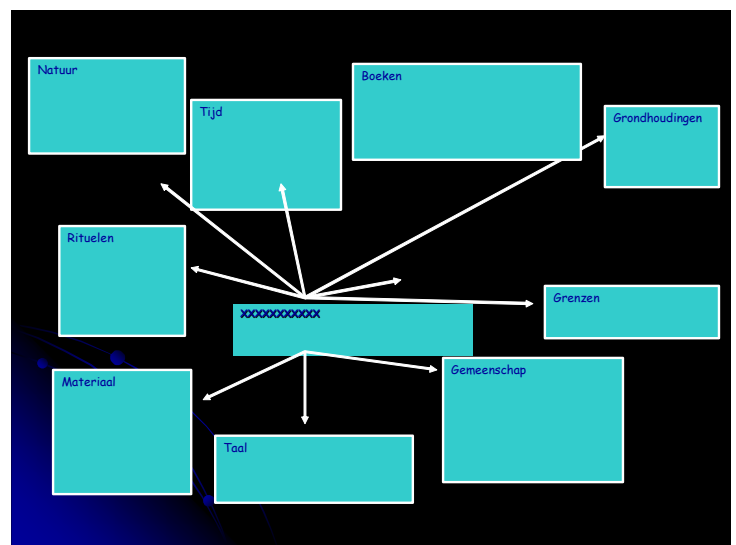 Natuur
Tijd
Boeken
Grondhoudingen
Rituelen
Grenzen
xxxxxxxxxxx
Materiaal
Gemeenschap
Taal